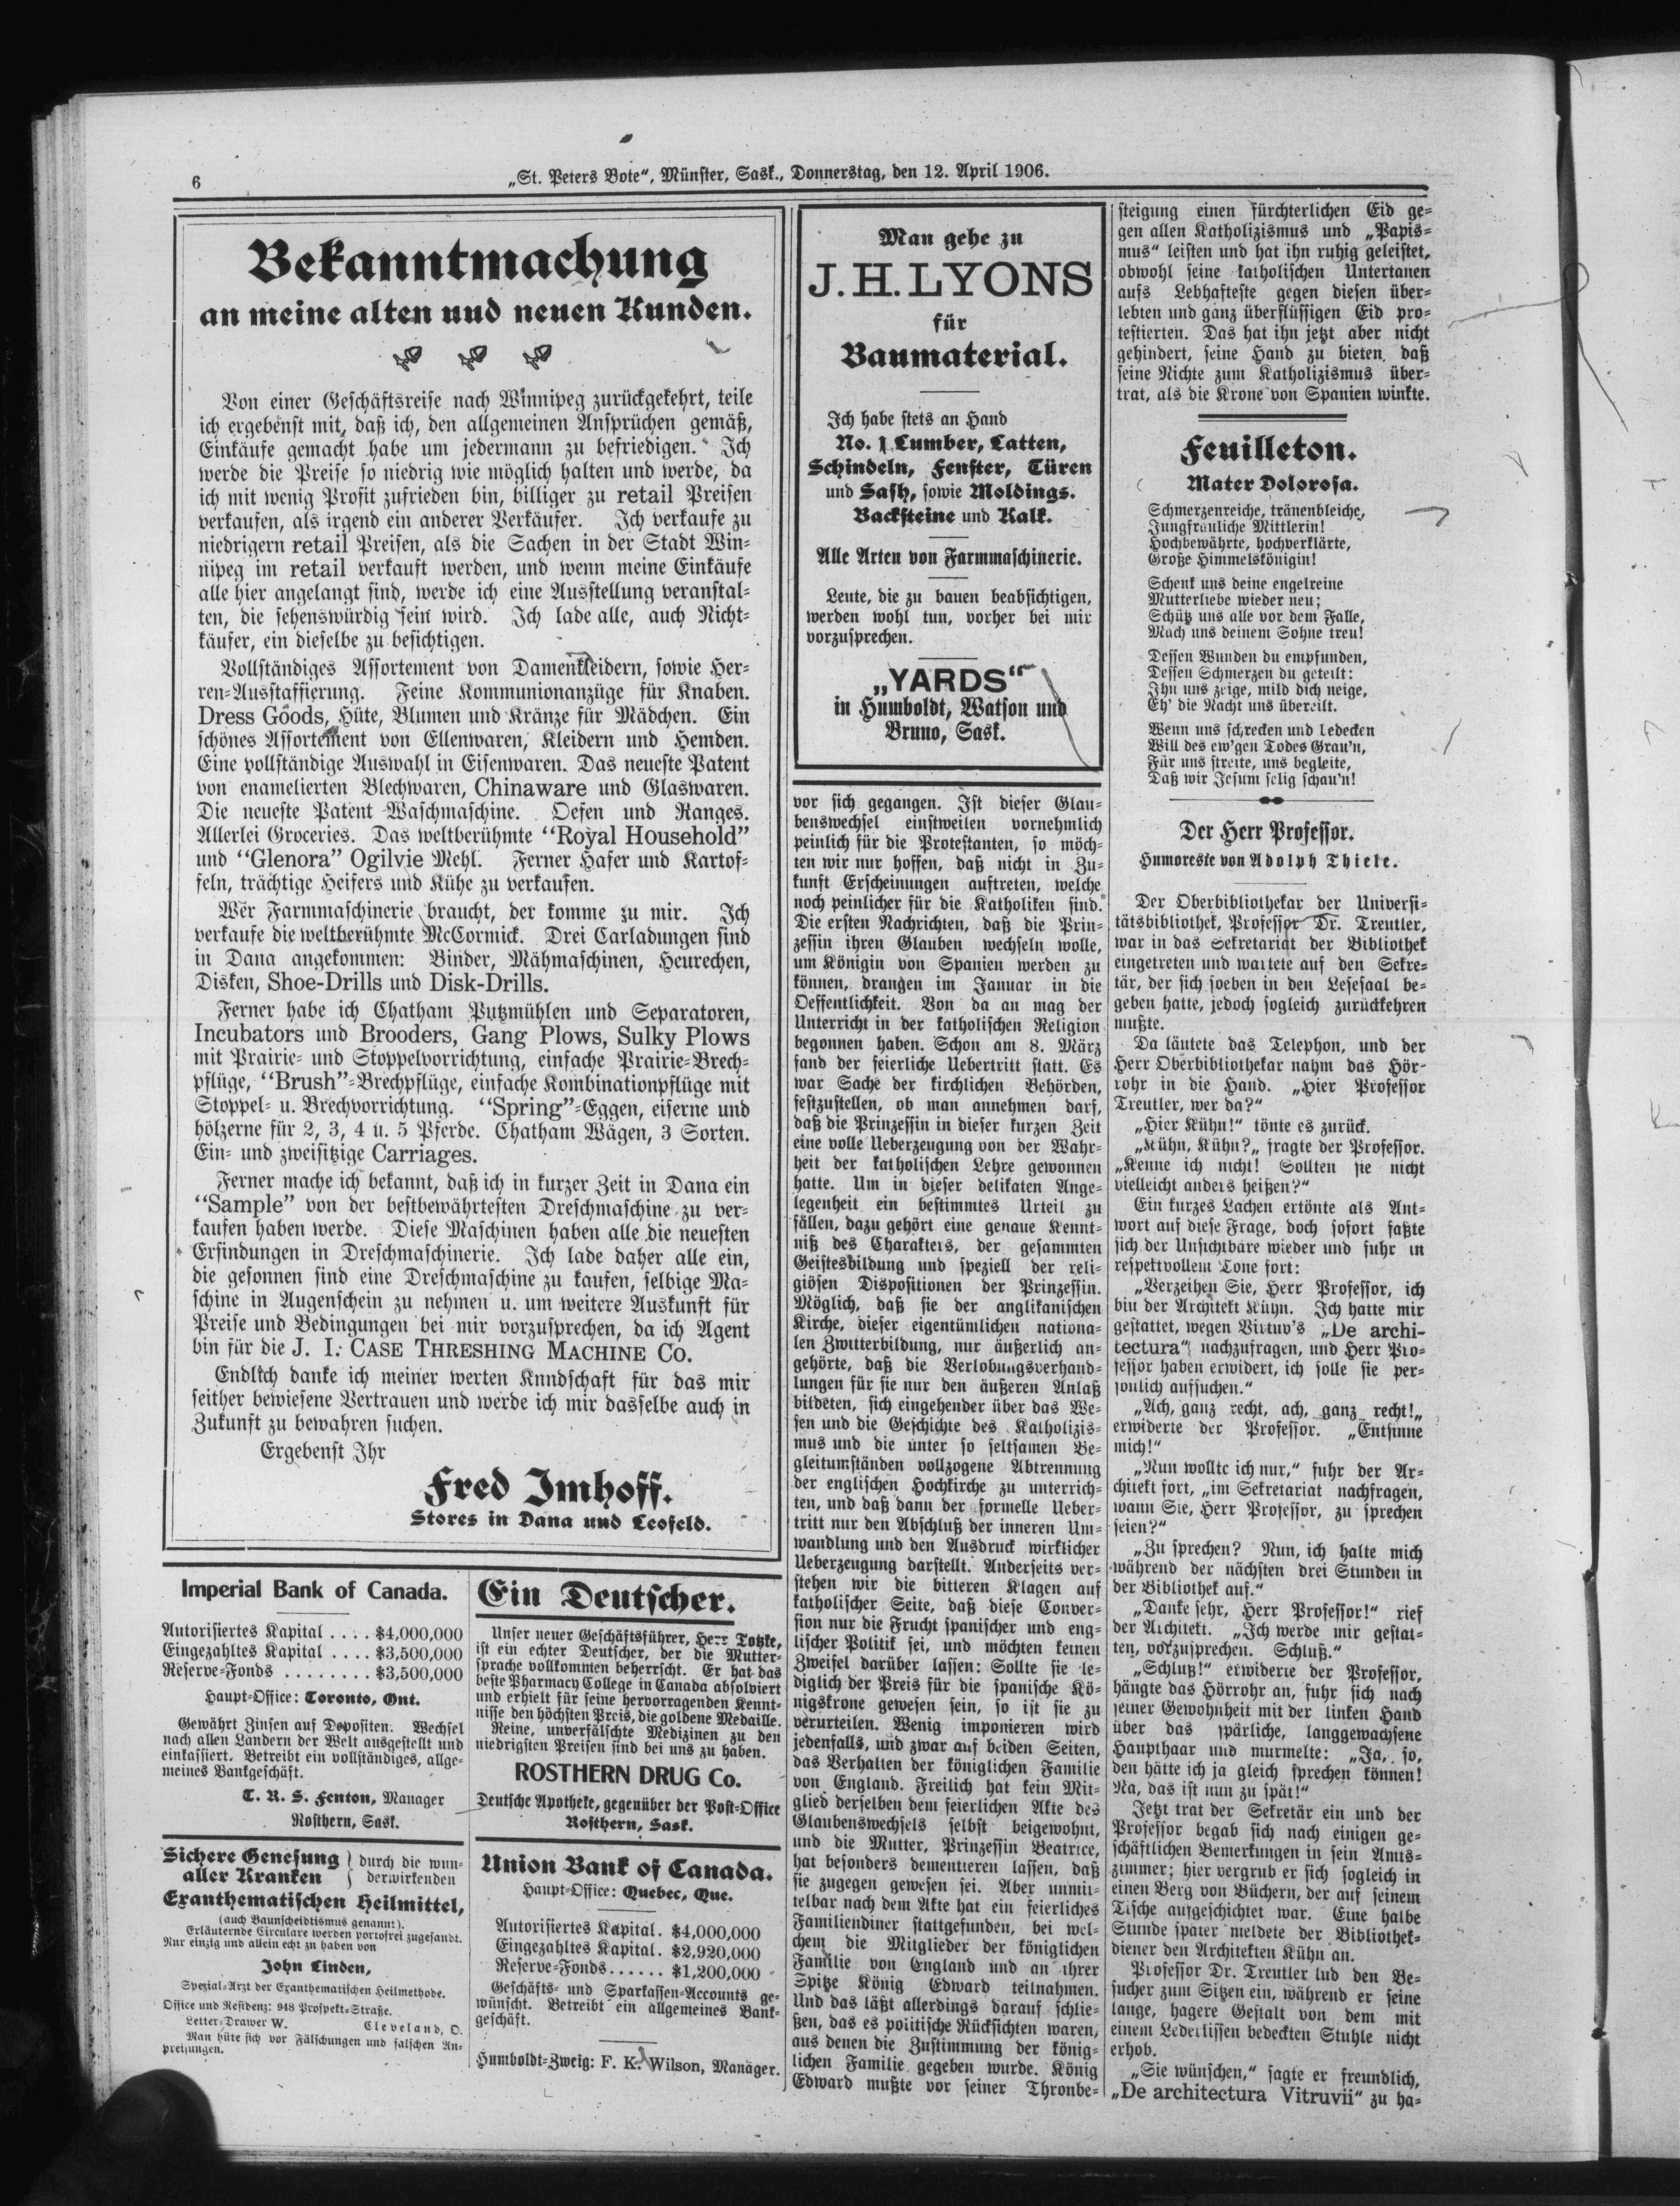 6
„St. Peters Bote“, Münster, Sask., Donnerstag, den 12. April 1906.
Bekanntmachung
an meine alten und neuen Kunden.
Von einer Geschäftsreise nach Winnipeg zurückgekehrt, teile
ich ergebenst mit, daß ich, den allgemeinen Ansprüchen gemäß,
Einkäufe gemacht habe um jedermann zu befriedigen. Ich
werde die Preise so niedrig wie möglich halten und werde, da
ich mit wenig Profit zufrieden bin, billiger zu retail Preisen
verkaufen, als irgend ein anderer Verkäufer. Ich verkaufe zu
niedrigern retail Preisen, als die Sachen in der Stadt Win-
nipeg im retail verkauft werden, und wenn meine Einkäufe
alle hier angelangt sind, werde ich eine Ausstellung veranstal-
ten, die sehenswürdig sein wird. Ich lade alle, auch Nicht-
käufer, ein dieselbe zu besichtigen.
Vollständiges Assortement von Damenkleidern, sowie Her-
ren-Ausstaffierung. Feine Kommunionanzüge für Knaben.
Dress Goods, Hüte, Blumen und Kränze für Mädchen. Ein
schönes Assortement von Ellenwaren, Kleidern und Hemden.
Eine vollständige Auswahl in Eisenwaren. Das neueste Patent
von enamelierten Blechwaren, Chinaware und Glaswaren.
Die neueste Patent Waschmaschine. Oefen und Ranges.
Allerlei Groceries. Das weltberühmte “Royal Household”
und “Glenora” Ogilvie Mehl. Ferner Hafer und Kartof-
feln, trächtige Heifers und Kühe zu verkaufen.
Wer Farmmaschinerie braucht, der komme zu mir. Ich
verkaufe die weltberühmte McCormick. Drei Carladungen sind
in Dana angekommen: Binder, Mähmaschinen, Heurechen,
Disken, Shoe-Drills und Disk-Drills.
Ferner habe ich Chatham Putzmühlen und Separatoren,
Incubators und Brooders, Gang Plows, Sulky Plows
mit Prairie- und Stoppelvorrichtung, einfache Prairie-Brech-
pflüge, “Brush”-Brechpflüge, einfache Kombinationpflüge mit
Stoppel- u. Brechvorrichtung. “Spring”-Eggen, eiserne und
hölzerne für 2, 3, 4 u. 5 Pferde. Chatham Wägen, 3 Sorten.
Ein- und zweisitzige Carriages.
Ferner mache ich bekannt, daß ich in kurzer Zeit in Dana ein
“Sample” von der bestbewährtesten Dreschmaschine zu ver-
kaufen haben werde. Diese Maschinen haben alle die neuesten
Erfindungen in Dreschmaschinerie. Ich lade daher alle ein,
die gesonnen sind eine Dreschmaschine zu kaufen, selbige Ma-
schine in Augenschein zu nehmen u. um weitere Auskunft für
Preise und Bedingungen bei mir vorzusprechen, da ich Agent
bin für die J. I. CASE THRESHING MACHINE CO.
Endlich danke ich meiner werten Knndschaft für das mir
seither bewiesene Vertrauen und werde ich mir dasselbe auch in
Zukunft zu bewahren suchen.
Ergebenst Ihr
Fred Imhoff.
Stores in Dana und Leofeld.
Imperial Bank of Canada.
Autorisiertes Kapital .... $4,000,000
Eingezahltes Kapital .... $3,500,000
Reserve-Fonds ........ $3,500,000
Haupt-Office: Toronto, Ont.
Gewährt Zinsen auf Depositen. Wechsel
nach allen Ländern der Welt ausgestellt und
einkassiert. Betreibt ein vollständiges, allge-
meines Bankgeschäft.
T. R. S. Fenton, Manager
Rosthern, Sask.
Sichere Genesung } durch die wun-
aller Kranken } derwirkenden
Exanthematischen Heilmittel,
(auch Baunscheidtismus genannt).
Erläuternde Circulare werden portofrei zugesandt.
Nur einzig und allein echt zu haben von
John Linden,
Spezial-Arzt der Exanthematischen Heilmethode.
Office und Residenz: 948 Prospekt-Straße.
Letter-Drawer W. Cleveland, O.
Man hüte sich vor Fälschungen und falschen An-
preisungen.
Ein Deutscher.
Unser neuer Geschäftsführer, Herr Totzke,
ist ein echter Deutscher, der die Mutter-
sprache vollkommen beherrscht. Er hat das
beste Pharmacy College in Canada absolviert
und erhielt für seine hervorragenden Kennt-
nisse den höchsten Preis, die goldene Medaille.
Reine, unverfälschte Medizinen zu den
niedrigsten Preisen sind bei uns zu haben.
ROSTHERN DRUG Co.
Deutsche Apotheke, gegenüber der Post-Office
Rosthern, Sask.
Union Bank of Canada.
Haupt-Office: Quebec, Que.
Autorisiertes Kapital. $4,000,000
Eingezahltes Kapital. $2,920,000
Reserve-Fonds...... $1,200,000
Geschäfts- und Sparkassen-Accounts ge-
wünscht. Betreibt ein allgemeines Bank-
geschäft.
Humboldt-Zweig: F. K. Wilson, Manager.
Man gehe zu
J. H. LYONS
für
Baumaterial.
Ich habe stets an Hand
No. 1 Lumber, Latten,
Schindeln, Fenster, Türen
und Sash, sowie Moldings.
Backsteine und Kalk.
Alle Arten von Farmmaschinerie.
Leute, die zu bauen beabsichtigen,
werden wohl tun, vorher bei mir
vorzusprechen.
„YARDS“
in Humboldt, Watson und
Bruno, Sask.
vor sich gegangen. Ist dieser Glau-
benswechsel einstweilen vornehmlich
peinlich für die Protestanten, so möch-
ten wir nur hoffen, daß nicht in Zu-
kunft Erscheinungen auftreten, welche
noch peinlicher für die Katholiken sind.
Die ersten Nachrichten, daß die Prin-
zessin ihren Glauben wechseln wolle,
um Königin von Spanien werden zu
können, drangen im Januar in die
Oeffentlichkeit. Von da an mag der
Unterricht in der katholischen Religion
begonnen haben. Schon am 8. März
fand der feierliche Uebertritt statt. Es
war Sache der kirchlichen Behörden,
festzustellen, ob man annehmen darf,
daß die Prinzessin in dieser kurzen Zeit
eine volle Ueberzeugung von der Wahr-
heit der katholischen Lehre gewonnen
hatte. Um in dieser delikaten Ange-
legenheit ein bestimmtes Urteil zu
fällen, dazu gehört eine genaue Kennt-
niß des Charakters, der gesammten
Geistesbildung und speziell der reli-
giösen Dispositionen der Prinzessin.
Möglich, daß sie der anglikanischen
Kirche, dieser eigentümlichen nationa-
len Zwitterbildung, nur äußerlich an-
gehörte, daß die Verlobungsverhand-
lungen für sie nur den äußeren Anlaß
bildeten, sich eingehender über das We-
sen und die Geschichte des Katholizis-
mus und die unter so seltsamen Be-
gleitumständen vollzogene Abtrennung
der englischen Hochkirche zu unterrich-
ten, und daß dann der formelle Ueber-
tritt nur den Abschluß der inneren Um-
wandlung und den Ausdruck wirklicher
Ueberzeugung darstellt. Anderseits ver-
stehen wir die bitteren Klagen auf
katholischer Seite, daß diese Conver-
sion nur die Frucht spanischer und eng-
lischer Politik sei, und möchten keinen
Zweifel darüber lassen: Sollte sie le-
diglich der Preis für die spanische Kö-
nigskrone gewesen sein, so ist sie zu
verurteilen. Wenig imponieren wird
jedenfalls, und zwar auf beiden Seiten,
das Verhalten der königlichen Familie
von England. Freilich hat kein Mit-
glied derselben dem feierlichen Akte des
Glaubenswechsels selbst beigewohnt,
und die Mutter, Prinzessin Beatrice,
hat besonders dementieren lassen, daß
sie zugegen gewesen sei. Aber unmit-
telbar nach dem Akte hat ein feierliches
Familiendiner stattgefunden, bei wel-
chem die Mitglieder der königlichen
Familie von England und an ihrer
Spitze König Edward teilnahmen.
Und das läßt allerdings darauf schlie-
ßen, das es politische Rücksichten waren,
aus denen die Zustimmung der könig-
lichen Familie gegeben wurde. König
Edward mußte vor seiner Thronbe-
steigung einen fürchterlichen Eid ge-
gen allen Katholizismus und „Papis-
mus“ leisten und hat ihn ruhig geleistet,
obwohl seine katholischen Untertanen
aufs Lebhafteste gegen diesen über-
lebten und ganz überflüssigen Eid pro-
testierten. Das hat ihn jetzt aber nicht
gehindert, seine Hand zu bieten, daß
seine Nichte zum Katholizismus über-
trat, als die Krone von Spanien winkte.
Feuilleton.
Mater Dolorosa.
Schmerzenreiche, tränenbleiche,
Jungfräuliche Mittlerin!
Hochbewährte, hochverklärte,
Große Himmelskönigin!
Schenk uns deine engelreine
Mutterliebe wieder neu;
Schütz uns alle vor dem Falle,
Mach uns deinem Sohne treu!
Dessen Wunden du empfunden,
Dessen Schmerzen du geteilt:
Ihn uns zeige, mild dich neige,
Eh' die Nacht uns übereilt.
Wenn uns schrecken und bedecken
Will des ew'gen Todes Grau'n,
Für uns streite, uns begleite,
Daß wir Jesum selig schau'n!
Der Herr Professor.
Humoreske von Adolph Thiele.
Der Oberbibliothekar der Universi-
tätsbibliothek, Professor Dr. Treutler,
war in das Sekretariat der Bibliothek
eingetreten und wartete auf den Sekre-
tär, der sich soeben in den Lesesaal be-
geben hatte, jedoch sogleich zurückkehren
mußte.
Da läutete das Telephon, und der
Herr Oberbibliothekar nahm das Hör-
rohr in die Hand. „Hier Professor
Treutler, wer da?“
„Hier Kühn!“ tönte es zurück.
„Kühn, Kühn?„ fragte der Professor.
„Kenne ich nicht! Sollten sie nicht
vielleicht anders heißen?“
Ein kurzes Lachen ertönte als Ant-
wort auf diese Frage, doch sofort faßte
sich der Unsichtbare wieder und fuhr in
respektvollem Tone fort:
„Verzeihen Sie, Herr Professor, ich
bin der Architekt Kühn. Ich hatte mir
gestattet, wegen Virtuv's „De archi-
tectura“ nachzufragen, und Herr Pro-
fessor haben erwidert, ich solle sie per-
sönlich aufsuchen.“
„Ach, ganz recht, ach, ganz recht!„
erwiderte der Professor. „Entsinne
mich!“
„Nun wollte ich nur,“ fuhr der Ar-
chitekt fort, „im Sekretariat nachfragen,
wann Sie, Herr Professor, zu sprechen
seien?“
„Zu sprechen? Nun, ich halte mich
während der nächsten drei Stunden in
der Bibliothek auf.“
„Danke sehr, Herr Professor!“ rief
der Architekt. „Ich werde mir gestat-
ten, vorzusprechen. Schluß.“
„Schluß!“ erwiderte der Professor,
hängte das Hörrohr an, fuhr sich nach
seiner Gewohnheit mit der linken Hand
über das spärliche, langgewachsene
Haupthaar und murmelte: „Ja, so,
den hätte ich ja gleich sprechen können!
Na, das ist nun zu spät!“
Jetzt trat der Sekretär ein und der
Professor begab sich nach einigen ge-
schäftlichen Bemerkungen in sein Amts-
zimmer; hier vergrub er sich sogleich in
einen Berg von Büchern, der auf seinem
Tische aufgeschichtet war. Eine halbe
Stunde später meldete der Bibliothek-
diener den Architekten Kühn an.
Professor Dr. Treutler lud den Be-
sucher zum Sitzen ein, während er seine
lange, hagere Gestalt von dem mit
einem Lederkissen bedeckten Stuhle nicht
erhob.
„Sie wünschen,“ sagte er freundlich,
„De architectura Vitruvii“ zu ha-